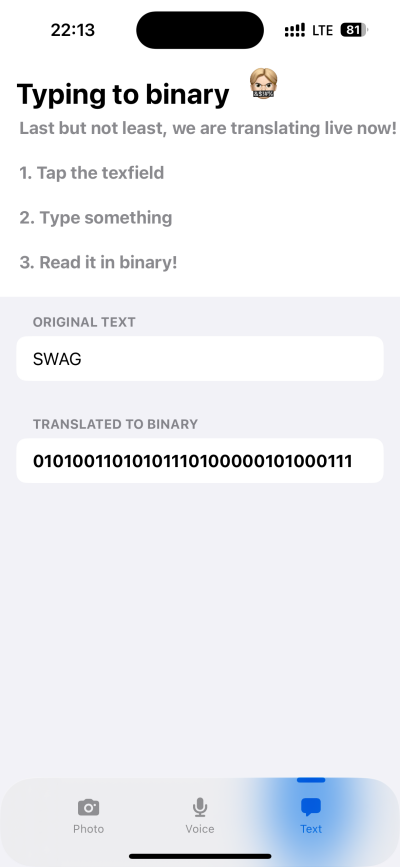 22:13
LTE
81
Typing to binary
&$!#%
Last but not least, we are translating live now!
1. Tap the texfield
2. Type something
3. Read it in binary!
ORIGINAL TEXT
SWAG
TRANSLATED TO BINARY
01010011010101110100000101000111
Photo
Voice
Text